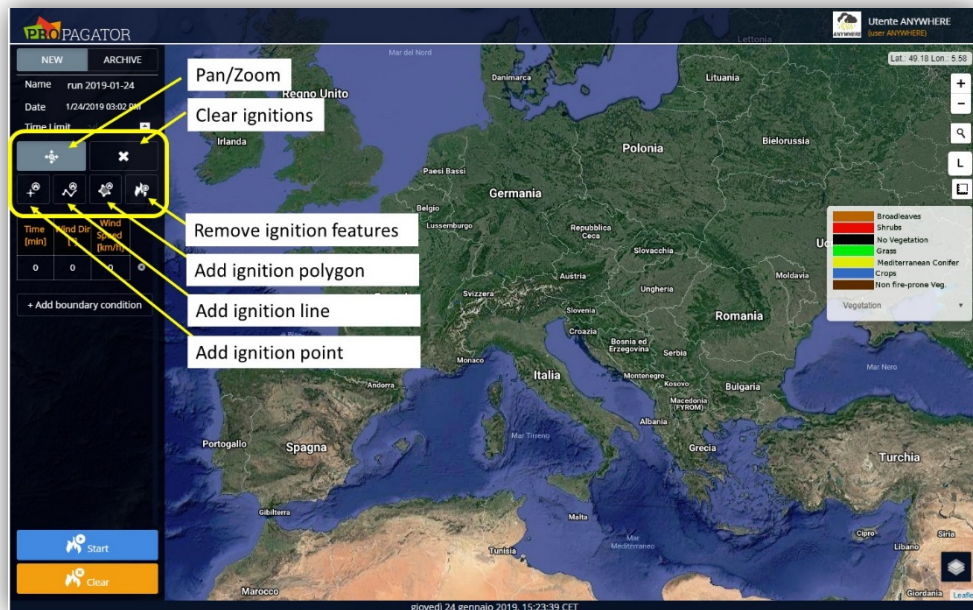 PROPAGATOR
ANYWHERE
Utente ANYWHERE
(user ANYWHERE)
NEW
ARCHIVE
Name run 2019-01-24
Date 1/24/2019 03:02 PM
Time Limit
Time [min]
Wind Dir [°]
Wind Speed [km/h]
0
0
0
+ Add boundary condition
Start
Clear
Pan/Zoom
Clear ignitions
Remove ignition features
Add ignition polygon
Add ignition line
Add ignition point
Lat.: 49.18 Lon.: 5.58
+
−
L
Broadleaves
Shrubs
No Vegetation
Grass
Mediterranean Conifer
Crops
Non fire-prone Veg.
Vegetation
Mar del Nord
Lettonia
Danimarca
Lituania
Regno Unito
Irlanda
Bielorussia
Polonia
Paesi Bassi
Germania
Belgio
Lussemburgo
Repubblica Ceca
Slovacchia
Austria
Ungheria
Moldavia
Svizzera
Slovenia
Romania
Croazia
Bosnia ed Erzegovina
Serbia
Monaco
Italia
Montenegro
Kosovo
Bulgaria
Mar Nero
Andorra
Macedonia (FYROM)
Albania
Portogallo
Spagna
Mar Tirreno
Grecia
Turchia
Gibilterra
Malta
Cipro
Siria
Libano
Tunisia
Mar Mediterraneo
Marocco
Giordania
Leafle
giovedì 24 gennaio 2019, 15:23:39 CET